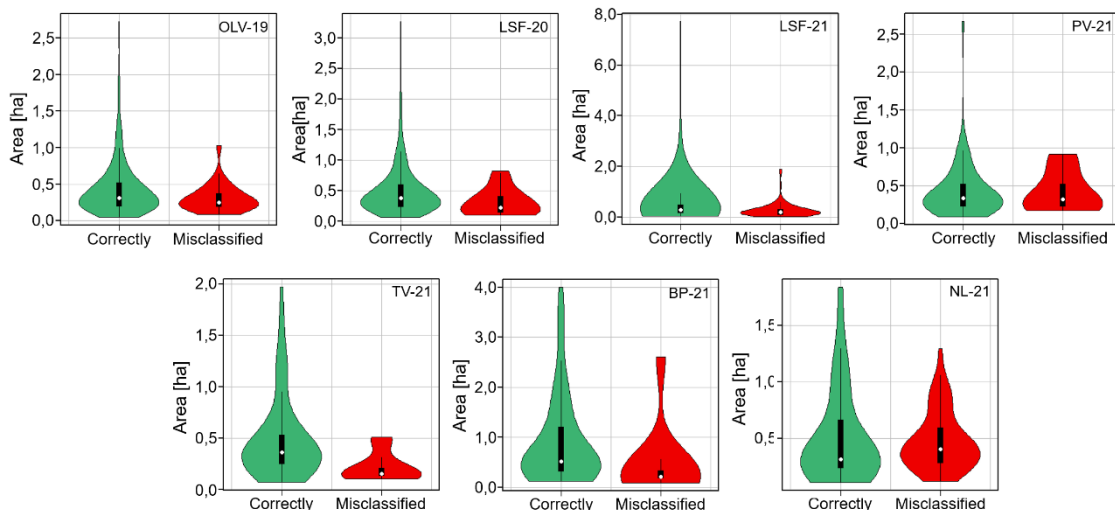 OLV-19
Area [ha]
2,5
2,0
1,5
1,0
0,5
0,0
Correctly Misclassified
LSF-20
Area[ha]
3,0
2,5
2,0
1,5
1,0
0,5
0,0
Correctly Misclassified
LSF-21
Area [ha]
8,0
6,0
4,0
2,0
0,0
Correctly Misclassified
PV-21
Area [ha]
2,5
2,0
1,5
1,0
0,5
0,0
Correctly Misclassified
TV-21
Area [ha]
2,0
1,5
1,0
0,5
0,0
Correctly Misclassified
BP-21
Area [ha]
4,0
3,0
2,0
1,0
0,0
Correctly Misclassified
NL-21
Area [ha]
1,5
1,0
0,5
Correctly Misclassified